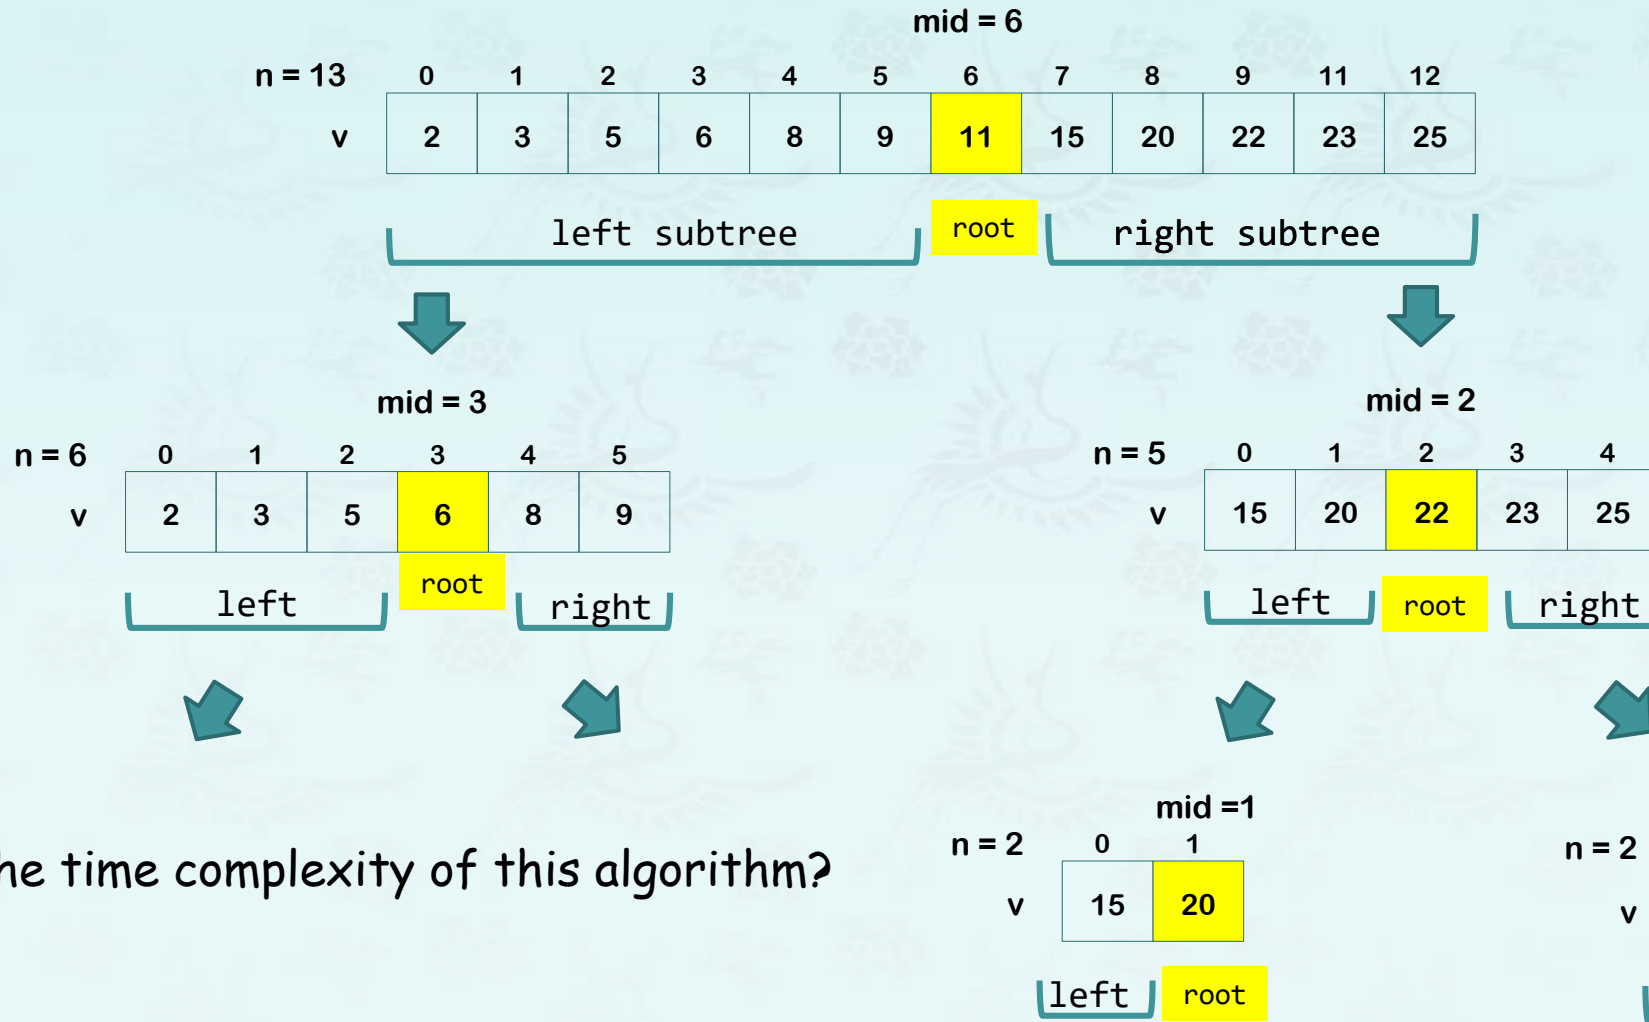 mid = 6
n = 13 0 1 2 3 4 5 6 7 8 9 11 12
v 2 3 5 6 8 9 11 15 20 22 23 25
left subtree root right subtree
mid = 3
n = 6 0 1 2 3 4 5
v 2 3 5 6 8 9
root
left right
mid = 2
n = 5 0 1 2 3 4
v 15 20 22 23 25
left root right
time complexity of this algorithm?
mid =1
n = 2 0 1
v 15 20
left root
n = 2
v